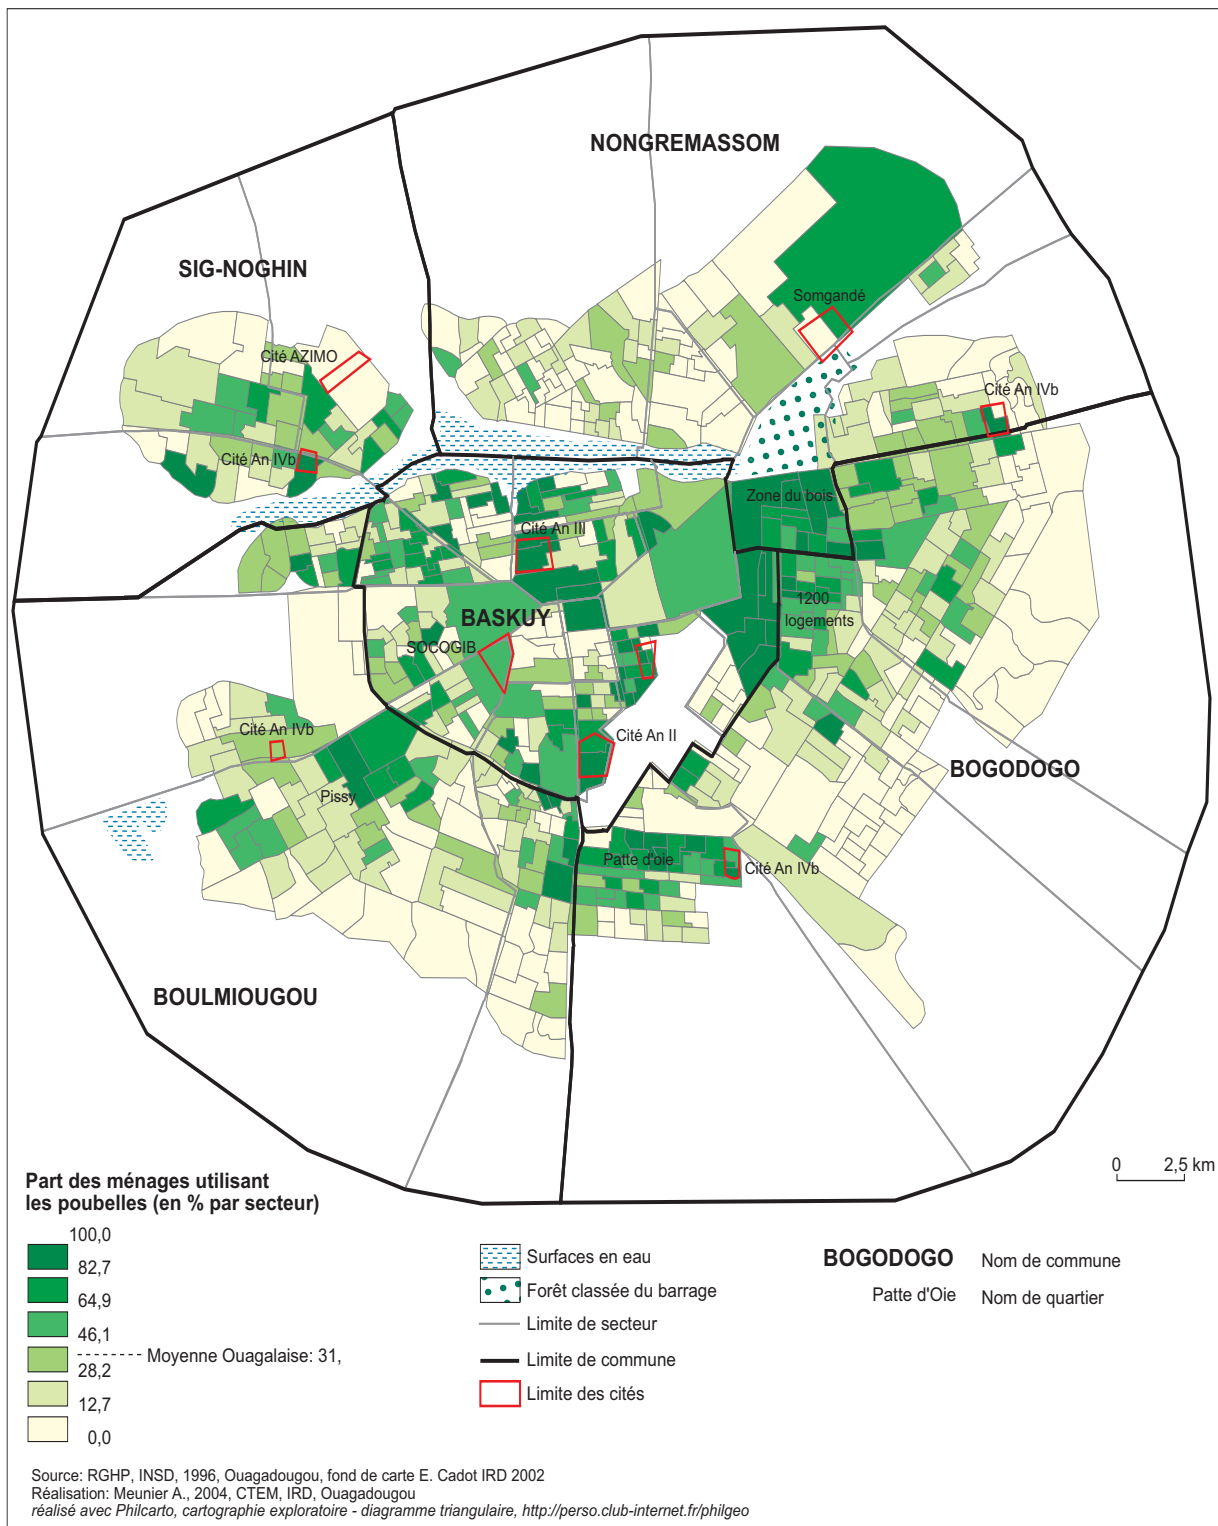 NONGREMASSOM
SIG-NOGHIN
Somgandé
Cité AZIMO
Cité An IVb
Cité An IVb
Zone du bois
Cité An III
1200
logements
BASKUY
SOCOGIB
Cité An IVb
Cité An II
BOGODOGO
Pissy
Patte d'oie
Cité An IVb
BOULMIOUGOU
0 2,5 km
Part des ménages utilisant
les poubelles (en % par secteur)
100,0
82,7
64,9
46,1
Moyenne Ouagalaise: 31,
28,2
12,7
0,0
Surfaces en eau
Forêt classée du barrage
Limite de secteur
Limite de commune
Limite des cités
BOGODOGO Nom de commune
Patte d'Oie Nom de quartier
Source: RGHP, INSD, 1996, Ouagadougou, fond de carte E. Cadot IRD 2002
Réalisation: Meunier A., 2004, CTEM, IRD, Ouagadougou
réalisé avec Philcarto, cartographie exploratoire - diagramme triangulaire, http://perso.club-internet.fr/philgeo